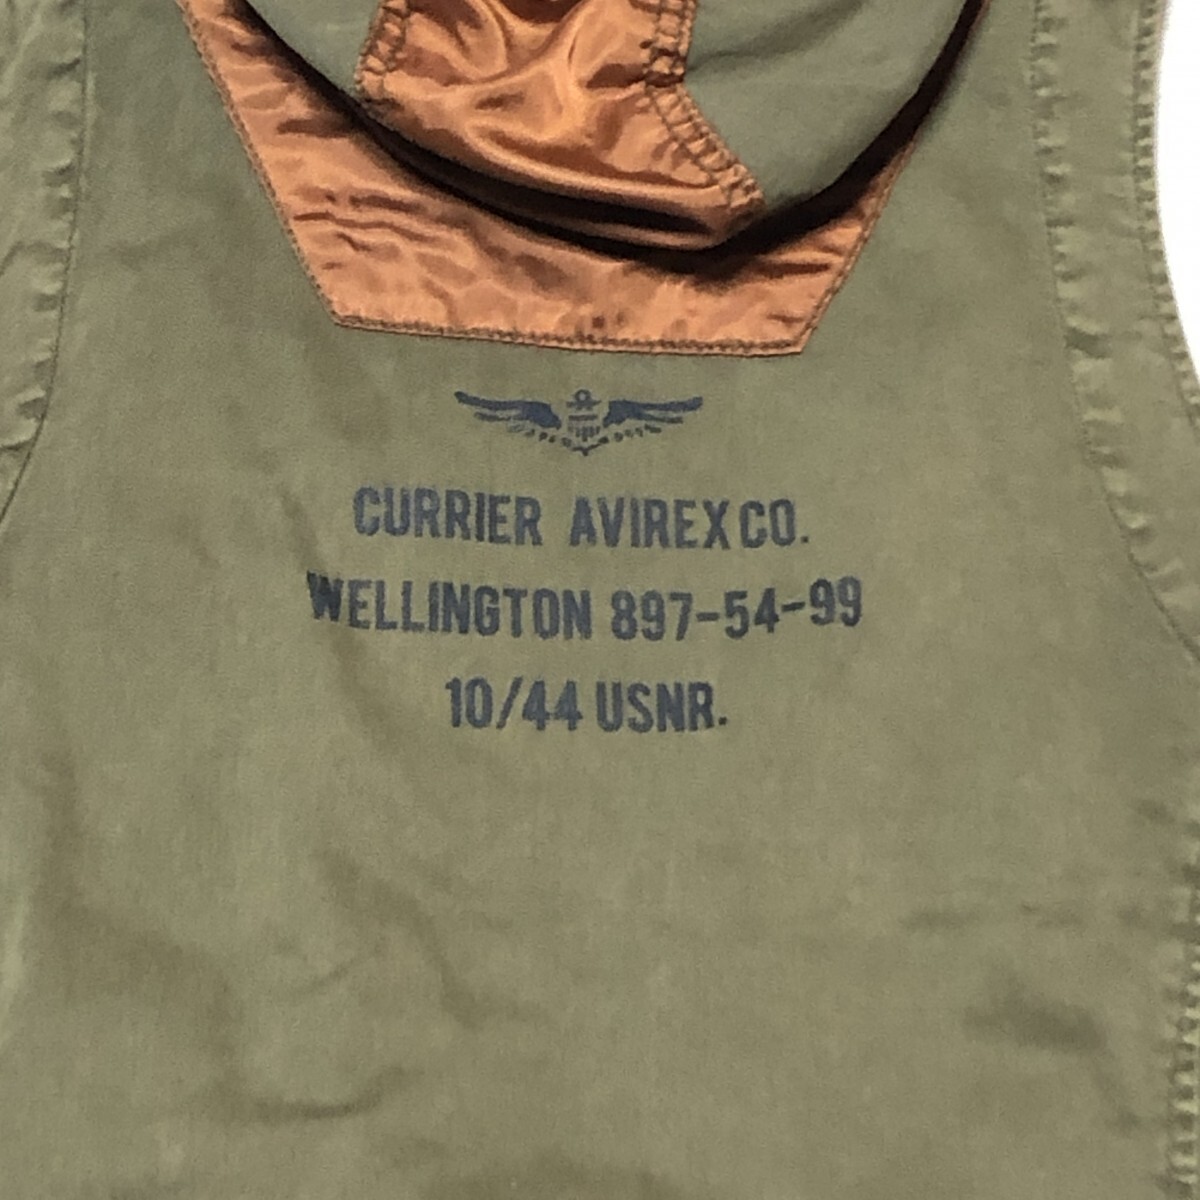 CURRIER AVIREX CO.
WELLINGTON 897-54-99
10/44 USNR.